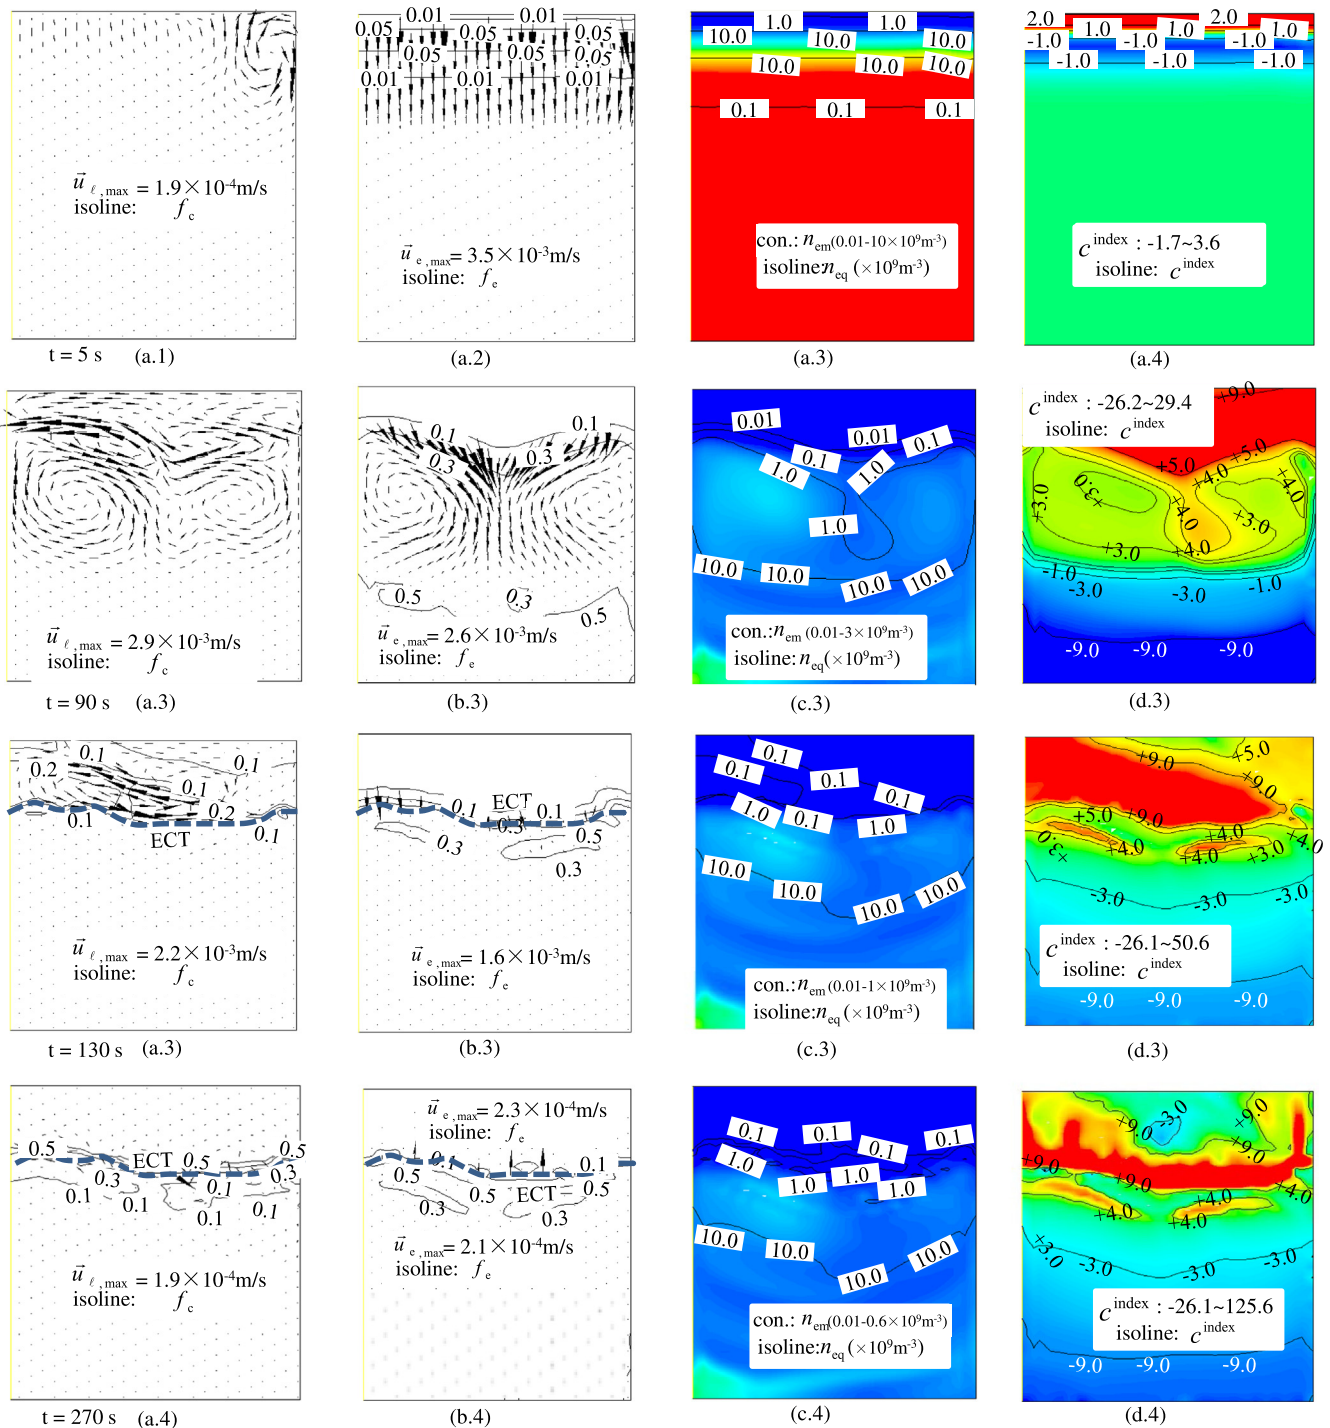 0.01 0.01
0.05 0.05 0.05
0.05 0.05
0.01 0.01
1.0 1.0
10.0 10.0 10.0
10.0 10.0 10.0
0.1 0.1 0.1
2.0 1.0 2.0 1.0
-1.0 -1.0 -1.0
-1.0 -1.0
u⃗ ℓ,max = 1.9×10-4m/s
isoline: fc
u⃗ e,max = 3.5×10-3m/s
isoline: fe
con.: nem(0.01-10×109m-3)
isoline:neq (×109m-3)
cindex : -1.7~3.6
isoline: cindex
t = 5 s (a.1)
(a.2)
(a.3)
(a.4)
u⃗ ℓ,max = 2.9×10-3m/s
isoline: fc
0.1 0.1
0.3 0.3
0.5 0.3 0.5
u⃗ e,max= 2.6×10-3m/s
isoline: fe
0.01 0.01 0.1
0.1 1.0 1.0
1.0
10.0 10.0 10.0 10.0
con.:nem (0.01-3×109m-3)
isoline:neq(×109m-3)
cindex : -26.2~29.4
isoline: cindex
+9.0
+5.0 +5.0
+3.0 +3.0 +4.0 +4.0
+3.0
+3.0 +4.0
-1.0 -3.0 -3.0 -1.0
-9.0 -9.0 -9.0
t = 90 s (a.3)
(b.3)
(c.3)
(d.3)
0.1 0.1
0.2 0.1
0.2
0.1 0.1
ECT
u⃗ ℓ,max = 2.2×10-3m/s
isoline: fc
ECT
0.1 0.1
0.3 0.5
0.3 0.3
u⃗ e,max= 1.6×10-3m/s
isoline: fe
0.1
0.1 0.1
1.0 0.1 1.0
10.0 10.0 10.0 10.0
con.:nem (0.01-1×109m-3)
isoline:neq (×109m-3)
+9.0 +5.0
+9.0
+5.0 +9.0
+3.0 +4.0 +4.0 +3.0 +4.0
-3.0 -3.0 -3.0
cindex : -26.1~50.6
isoline: cindex
-9.0 -9.0 -9.0
t = 130 s (a.3)
(b.3)
(c.3)
(d.3)
0.5 ECT 0.5 0.5
0.3 0.3
0.1 0.1 0.1 0.1 0.1
u⃗ ℓ,max = 1.9×10-4m/s
isoline: fc
u⃗ e,max= 2.3×10-4m/s
isoline: fe
0.1 0.1
0.5 0.5 ECT 0.5
0.3 0.3
u⃗ e,max= 2.1×10-4m/s
isoline: fe
0.1 0.1 0.1 0.1
1.0 1.0 1.0
10.0 10.0 10.0 10.0
con.: nem(0.01-0.6×109m-3)
isoline:neq (×109m-3)
+9.0 -3.0 +9.0
+9.0
+9.0 +9.0 +4.0 +4.0
+4.0 +4.0
+3.0 -3.0 -3.0 -3.0
cindex : -26.1~125.6
isoline: cindex
-9.0 -9.0 -9.0
t = 270 s (a.4)
(b.4)
(c.4)
(d.4)